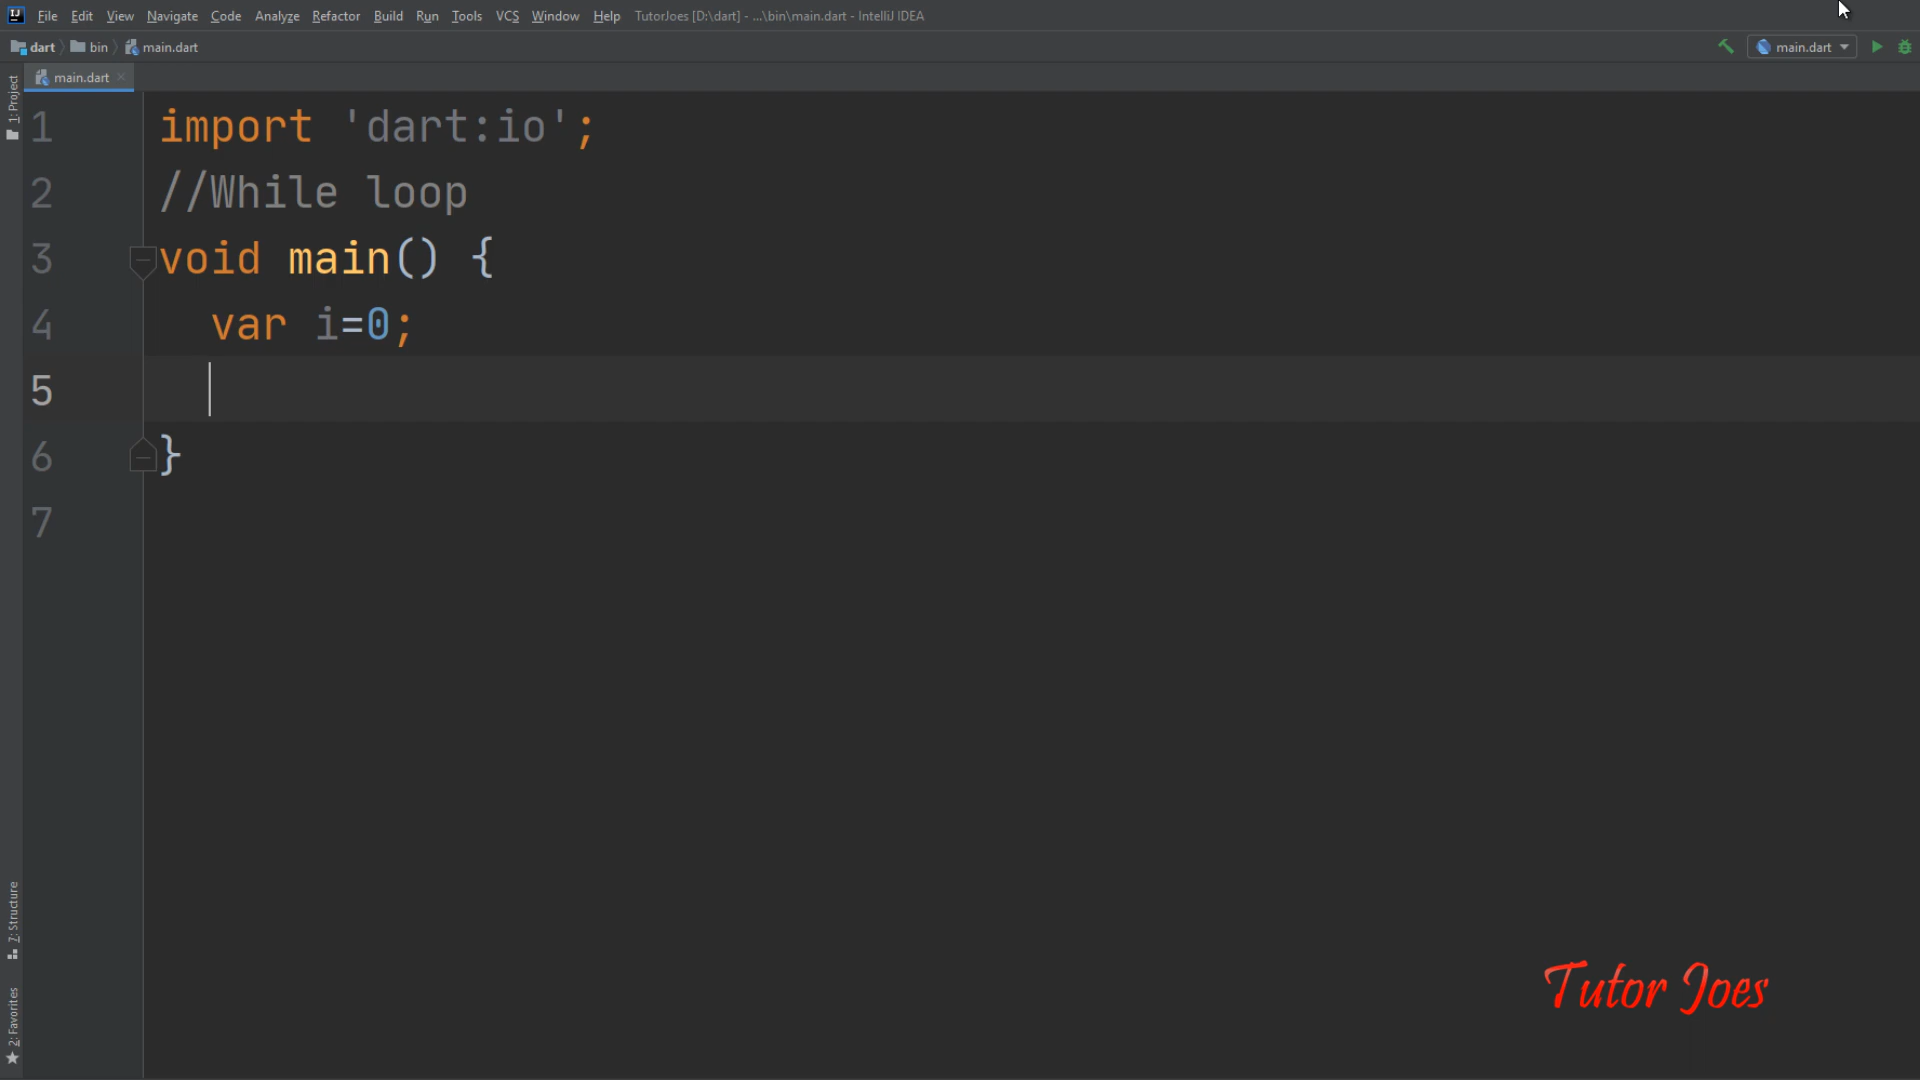 File Edit View Navigate Code Analyze Refactor Build Run Tools VCS Window Help TutorJoes [D:\dart] - ...\bin\main.dart - IntelliJ IDEA
dart bin main.dart main.dart
1: Project
main.dart
1 import 'dart:io';
2 //While loop
3 void main() {
4 var i=0;
5
6 }
7
7: Structure
2: Favorites
Tutor Joes